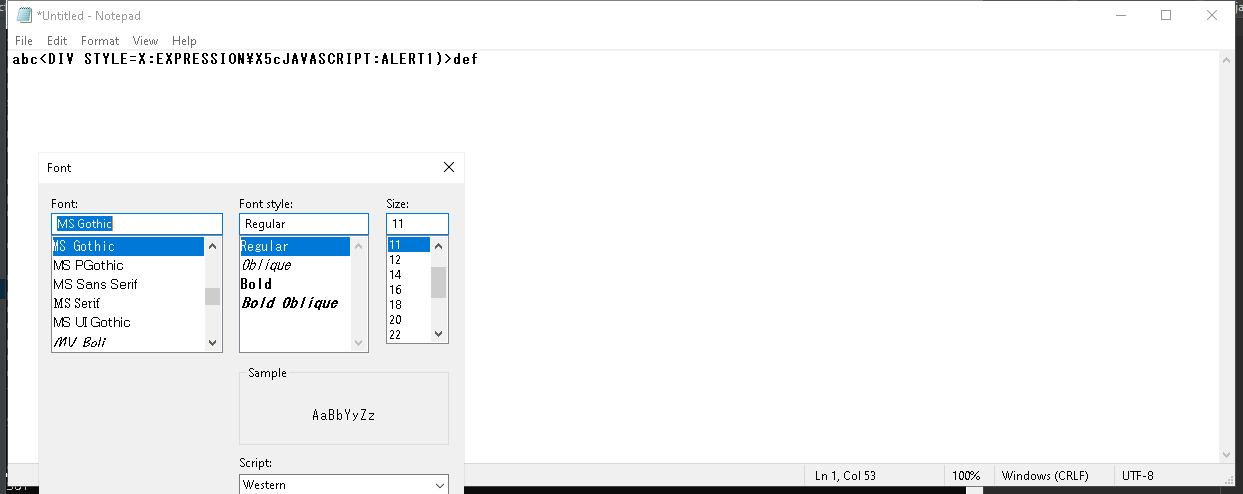 *Untitled - Notepad
File Edit Format View Help
abc<DIV STYLE=X:EXPRESSION¥X5cJAVASCRIPT:ALERT1)>def
Font
Font:
MS Gothic
MS Gothic
MS PGothic
MS Sans Serif
MS Serif
MS UI Gothic
MV Boli
Font style:
Regular
Regular
Oblique
Bold
Bold Oblique
Size:
11
11
12
14
16
18
20
22
Sample
AaBbYyZz
Script:
Western
Ln 1, Col 53 100% Windows (CRLF) UTF-8